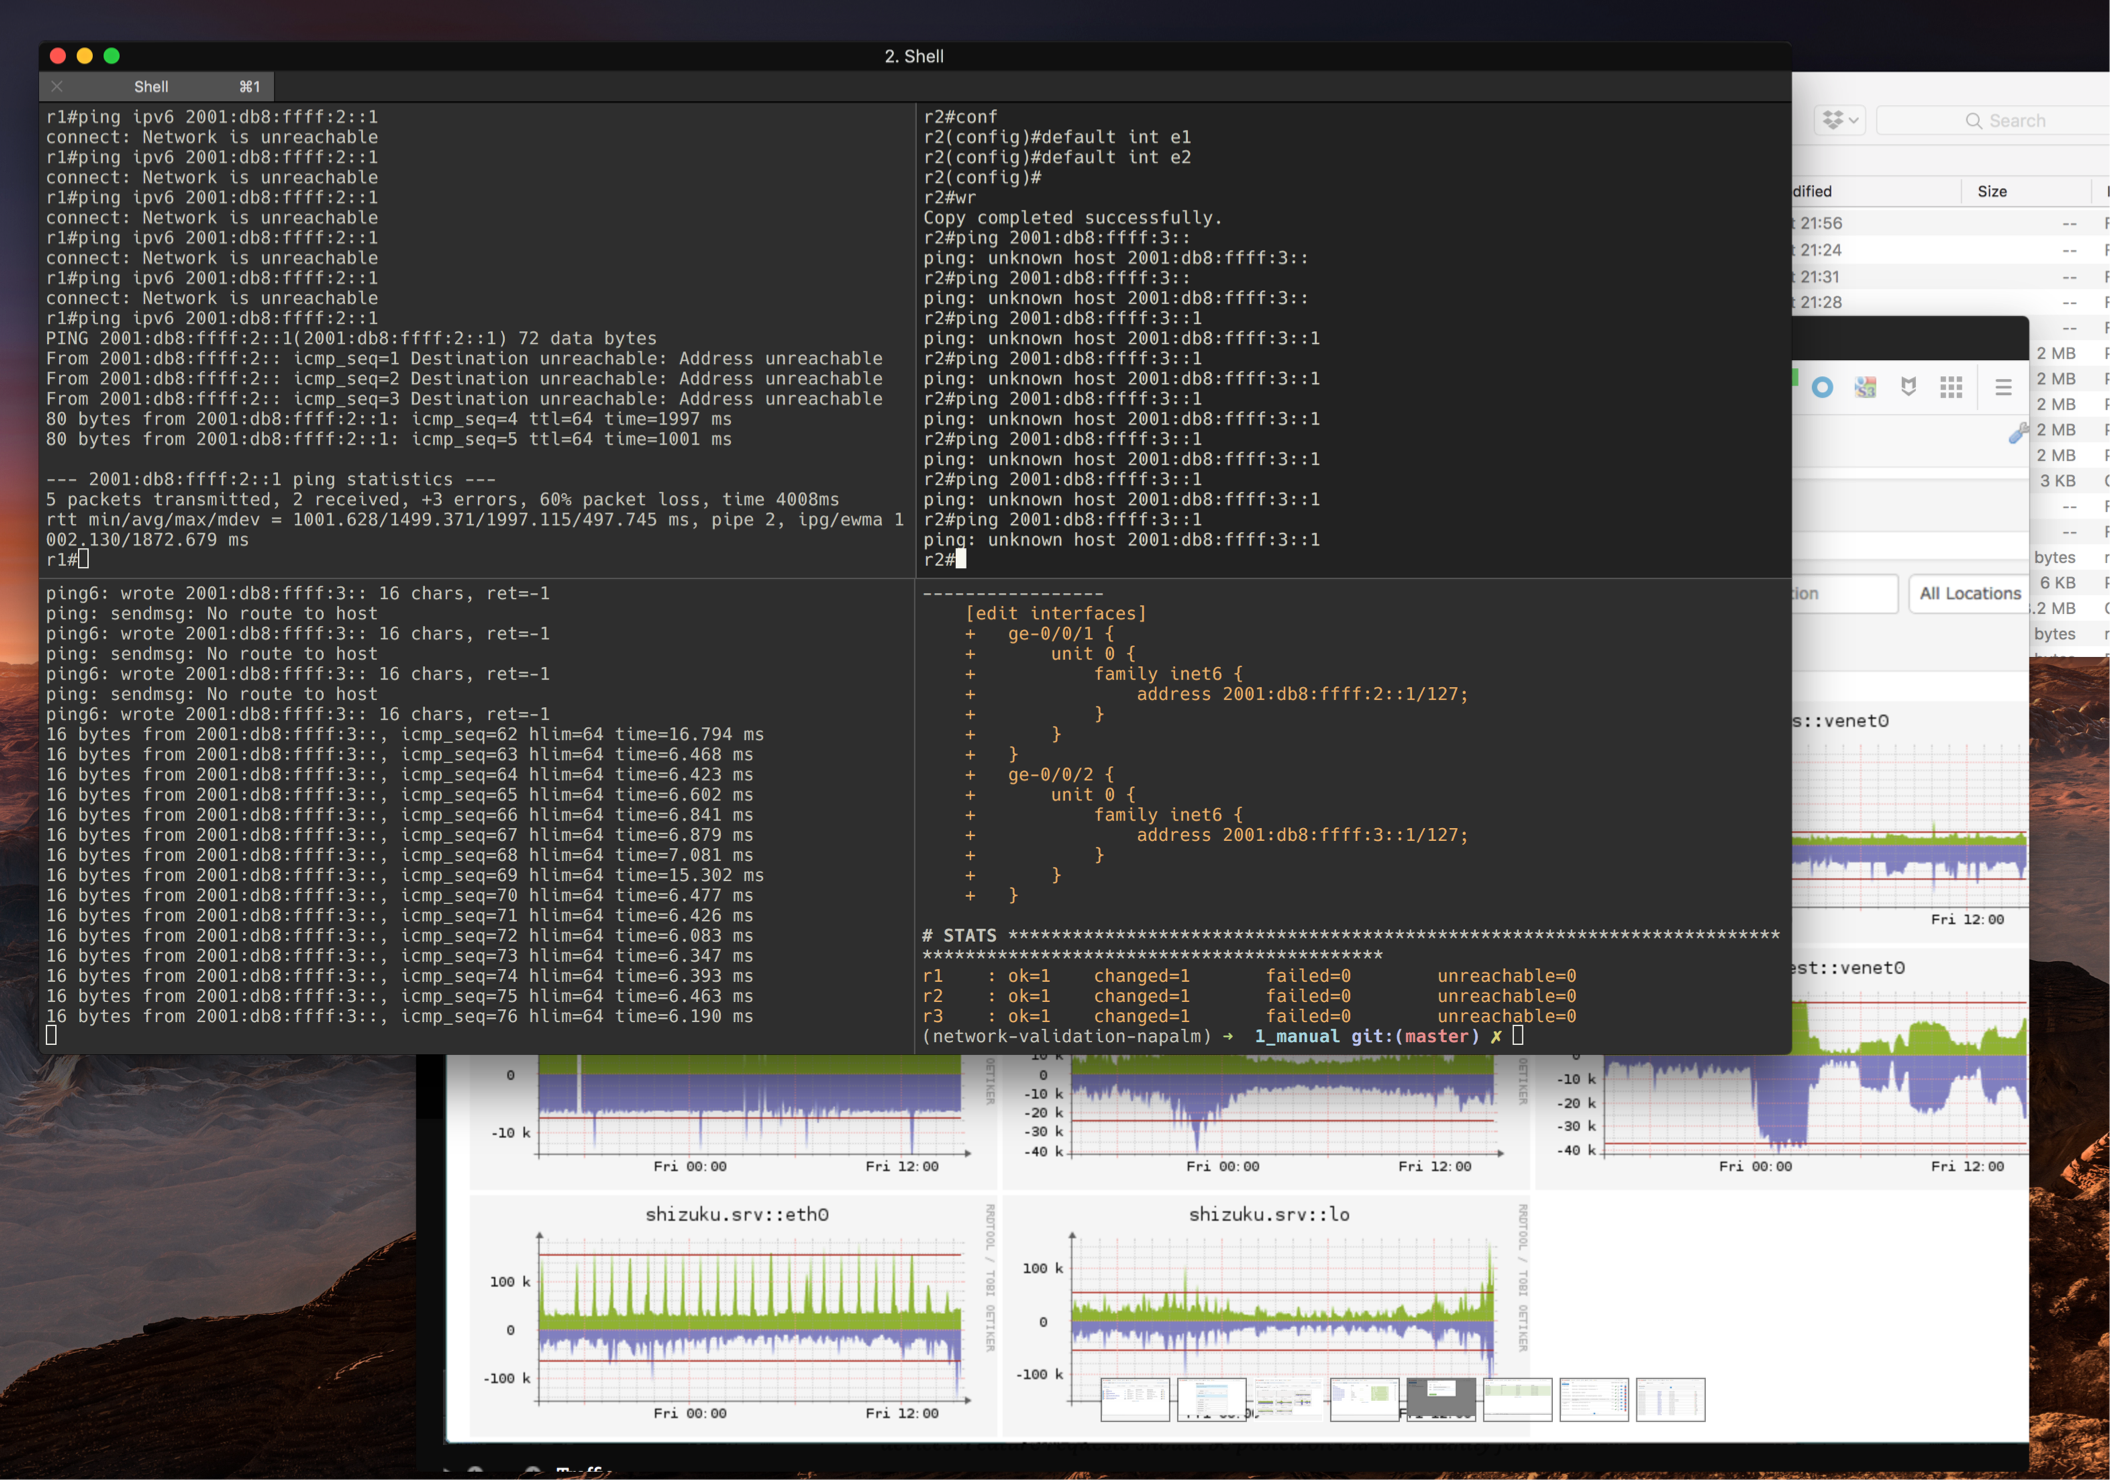 2. Shell
Shell ⌘1
r1#ping ipv6 2001:db8:ffff:2::1
connect: Network is unreachable
r1#ping ipv6 2001:db8:ffff:2::1
connect: Network is unreachable
r1#ping ipv6 2001:db8:ffff:2::1
connect: Network is unreachable
r1#ping ipv6 2001:db8:ffff:2::1
connect: Network is unreachable
r1#ping ipv6 2001:db8:ffff:2::1
connect: Network is unreachable
r1#ping ipv6 2001:db8:ffff:2::1
PING 2001:db8:ffff:2::1(2001:db8:ffff:2::1) 72 data bytes
From 2001:db8:ffff:2:: icmp_seq=1 Destination unreachable: Address unreachable
From 2001:db8:ffff:2:: icmp_seq=2 Destination unreachable: Address unreachable
From 2001:db8:ffff:2:: icmp_seq=3 Destination unreachable: Address unreachable
80 bytes from 2001:db8:ffff:2::1: icmp_seq=4 ttl=64 time=1997 ms
80 bytes from 2001:db8:ffff:2::1: icmp_seq=5 ttl=64 time=1001 ms
--- 2001:db8:ffff:2::1 ping statistics ---
5 packets transmitted, 2 received, +3 errors, 60% packet loss, time 4008ms
rtt min/avg/max/mdev = 1001.628/1499.371/1997.115/497.745 ms, pipe 2, ipg/ewma 1
002.130/1872.679 ms
r1#
r2#conf
r2(config)#default int e1
r2(config)#default int e2
r2(config)#
r2#wr
Copy completed successfully.
r2#ping 2001:db8:ffff:3::
ping: unknown host 2001:db8:ffff:3::
r2#ping 2001:db8:ffff:3::
ping: unknown host 2001:db8:ffff:3::
r2#ping 2001:db8:ffff:3::1
ping: unknown host 2001:db8:ffff:3::1
r2#ping 2001:db8:ffff:3::1
ping: unknown host 2001:db8:ffff:3::1
r2#ping 2001:db8:ffff:3::1
ping: unknown host 2001:db8:ffff:3::1
r2#ping 2001:db8:ffff:3::1
ping: unknown host 2001:db8:ffff:3::1
r2#ping 2001:db8:ffff:3::1
ping: unknown host 2001:db8:ffff:3::1
r2#ping 2001:db8:ffff:3::1
ping: unknown host 2001:db8:ffff:3::1
r2#
ping6: wrote 2001:db8:ffff:3:: 16 chars, ret=-1
ping: sendmsg: No route to host
ping6: wrote 2001:db8:ffff:3:: 16 chars, ret=-1
ping: sendmsg: No route to host
ping6: wrote 2001:db8:ffff:3:: 16 chars, ret=-1
ping: sendmsg: No route to host
ping6: wrote 2001:db8:ffff:3:: 16 chars, ret=-1
16 bytes from 2001:db8:ffff:3::, icmp_seq=62 hlim=64 time=16.794 ms
16 bytes from 2001:db8:ffff:3::, icmp_seq=63 hlim=64 time=6.468 ms
16 bytes from 2001:db8:ffff:3::, icmp_seq=64 hlim=64 time=6.423 ms
16 bytes from 2001:db8:ffff:3::, icmp_seq=65 hlim=64 time=6.602 ms
16 bytes from 2001:db8:ffff:3::, icmp_seq=66 hlim=64 time=6.841 ms
16 bytes from 2001:db8:ffff:3::, icmp_seq=67 hlim=64 time=6.879 ms
16 bytes from 2001:db8:ffff:3::, icmp_seq=68 hlim=64 time=7.081 ms
16 bytes from 2001:db8:ffff:3::, icmp_seq=69 hlim=64 time=15.302 ms
16 bytes from 2001:db8:ffff:3::, icmp_seq=70 hlim=64 time=6.477 ms
16 bytes from 2001:db8:ffff:3::, icmp_seq=71 hlim=64 time=6.426 ms
16 bytes from 2001:db8:ffff:3::, icmp_seq=72 hlim=64 time=6.083 ms
16 bytes from 2001:db8:ffff:3::, icmp_seq=73 hlim=64 time=6.347 ms
16 bytes from 2001:db8:ffff:3::, icmp_seq=74 hlim=64 time=6.393 ms
16 bytes from 2001:db8:ffff:3::, icmp_seq=75 hlim=64 time=6.463 ms
16 bytes from 2001:db8:ffff:3::, icmp_seq=76 hlim=64 time=6.190 ms
-----------------
[edit interfaces]
+ ge-0/0/1 {
+ unit 0 {
+ family inet6 {
+ address 2001:db8:ffff:2::1/127;
+ }
+ }
+ }
+ ge-0/0/2 {
+ unit 0 {
+ family inet6 {
+ address 2001:db8:ffff:3::1/127;
+ }
+ }
+ }
# STATS ************************************************************************
*******************************************
r1 : ok=1 changed=1 failed=0 unreachable=0
r2 : ok=1 changed=1 failed=0 unreachable=0
r3 : ok=1 changed=1 failed=0 unreachable=0
(network-validation-napalm) → 1_manual git:(master) ✗
Search
dified Size
21:56 --
21:24 --
21:31 --
21:28 --
--
2 MB
2 MB
2 MB
2 MB
2 MB
3 KB
--
--
bytes
6 KB
.2 MB
bytes
ion All Locations
s::venet0
Fri 12:00
est::venet0
0
-10 k
-20 k
-30 k
-40 k
Fri 00:00 Fri 12:00
0
-10 k
Fri 00:00 Fri 12:00
OETIKER
10 k
0
-10 k
-20 k
-30 k
-40 k
Fri 00:00 Fri 12:00
OETIKER
shizuku.srv::eth0
100 k
0
-100 k
Fri 00:00 Fri 12:00
RRDTOOL / TOBI OETIKER
shizuku.srv::lo
100 k
0
-100 k
RRDTOOL / TOBI OETIKER